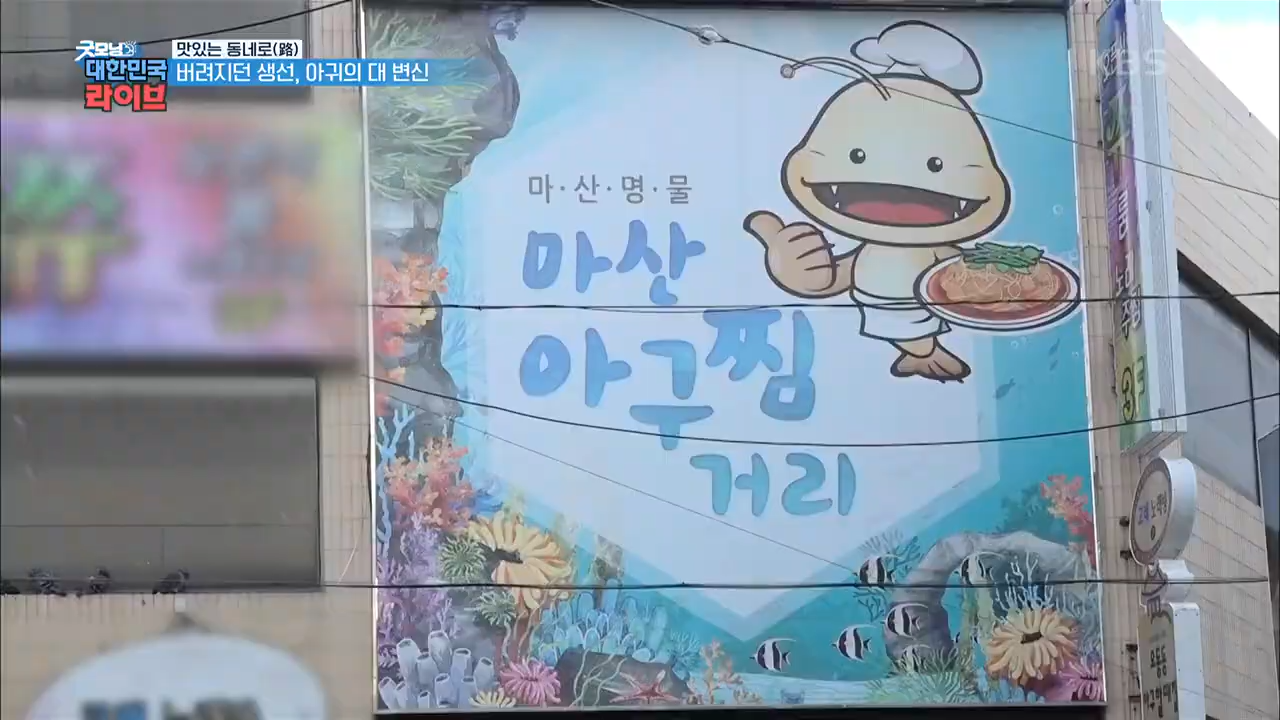 굿모닝
대한민국
라이브
맛있는 동네로(路)
버려지던 생선, 아귀의 대 변신
KBS
마·산·명·물
마산
아구찜
거리
3F